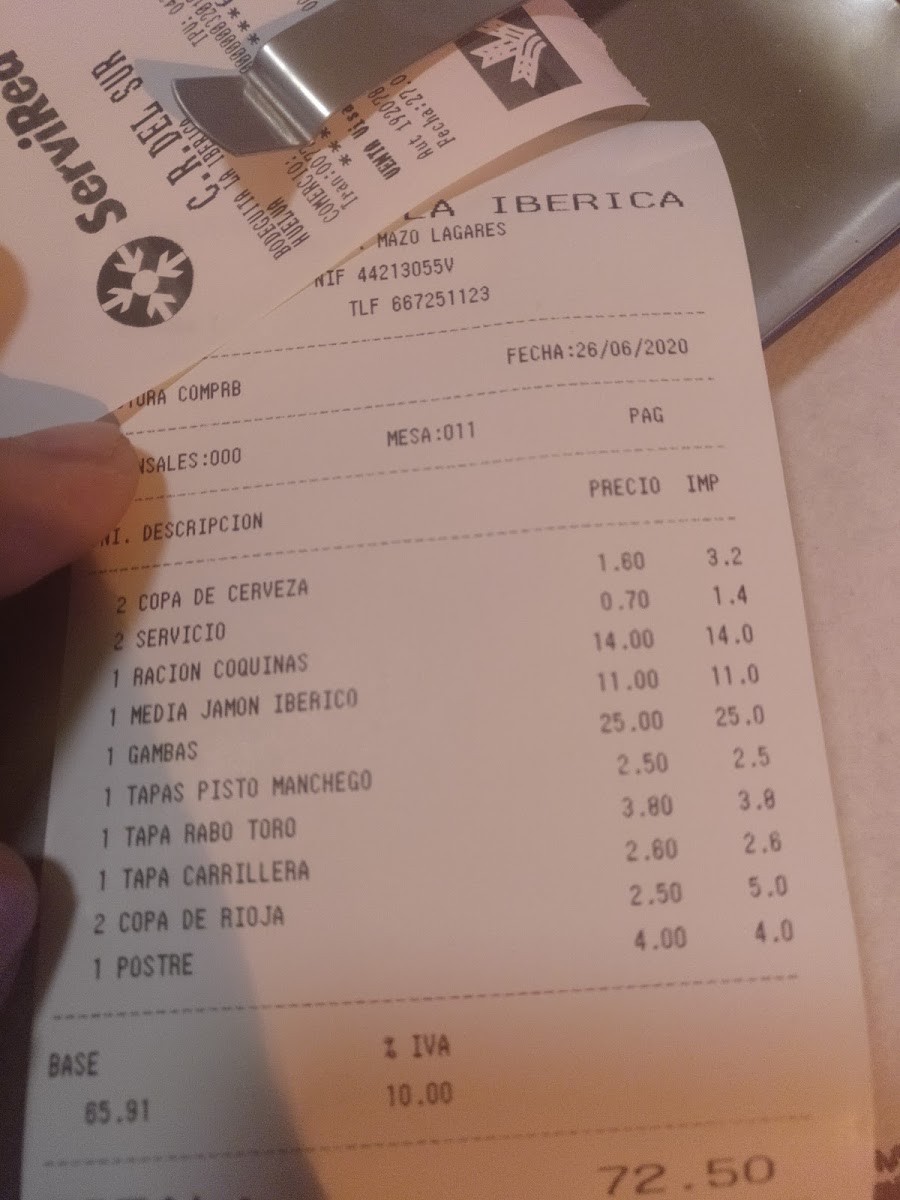 ServiRed
C.R. DEL SUR
BODEGUITA LA IBERICA
HUELVA
COMERCIO:
VENTA Visa
Aut 192078
LA IBERICA
. MAZO LAGARES
NIF 44213055V
TLF 667251123
FECHA:26/06/2020
TURA COMPRB
NSALES:000 MESA:011 PAG
NI. DESCRIPCION PRECIO IMP
2 COPA DE CERVEZA 1.60 3.2
2 SERVICIO 0.70 1.4
1 RACION COQUINAS 14.00 14.0
1 MEDIA JAMON IBERICO 11.00 11.0
1 GAMBAS 25.00 25.0
1 TAPAS PISTO MANCHEGO 2.50 2.5
1 TAPA RABO TORO 3.80 3.8
1 TAPA CARRILLERA 2.60 2.6
2 COPA DE RIOJA 2.50 5.0
1 POSTRE 4.00 4.0
BASE % IVA
65.91 10.00
72.50